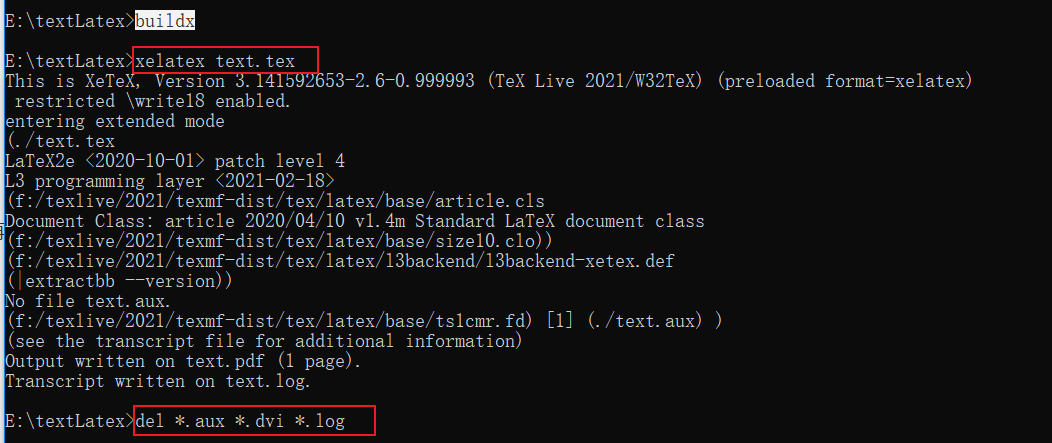 E:\textLatex>buildx
E:\textLatex>xelatex text.tex
This is XeTeX, Version 3.141592653-2.6-0.999993 (TeX Live 2021/W32TeX) (preloaded format=xelatex)
 restricted \write18 enabled.
entering extended mode
(./text.tex
LaTeX2e <2020-10-01> patch level 4
L3 programming layer <2021-02-18>
(f:/texlive/2021/texmf-dist/tex/latex/base/article.cls
Document Class: article 2020/04/10 v1.4m Standard LaTeX document class
(f:/texlive/2021/texmf-dist/tex/latex/base/size10.clo))
(f:/texlive/2021/texmf-dist/tex/latex/l3backend/l3backend-xetex.def
(|extractbb --version))
No file text.aux.
(f:/texlive/2021/texmf-dist/tex/latex/base/ts1cmr.fd) [1] (./text.aux) )
(see the transcript file for additional information)
Output written on text.pdf (1 page).
Transcript written on text.log.
E:\textLatex>del *.aux *.dvi *.log